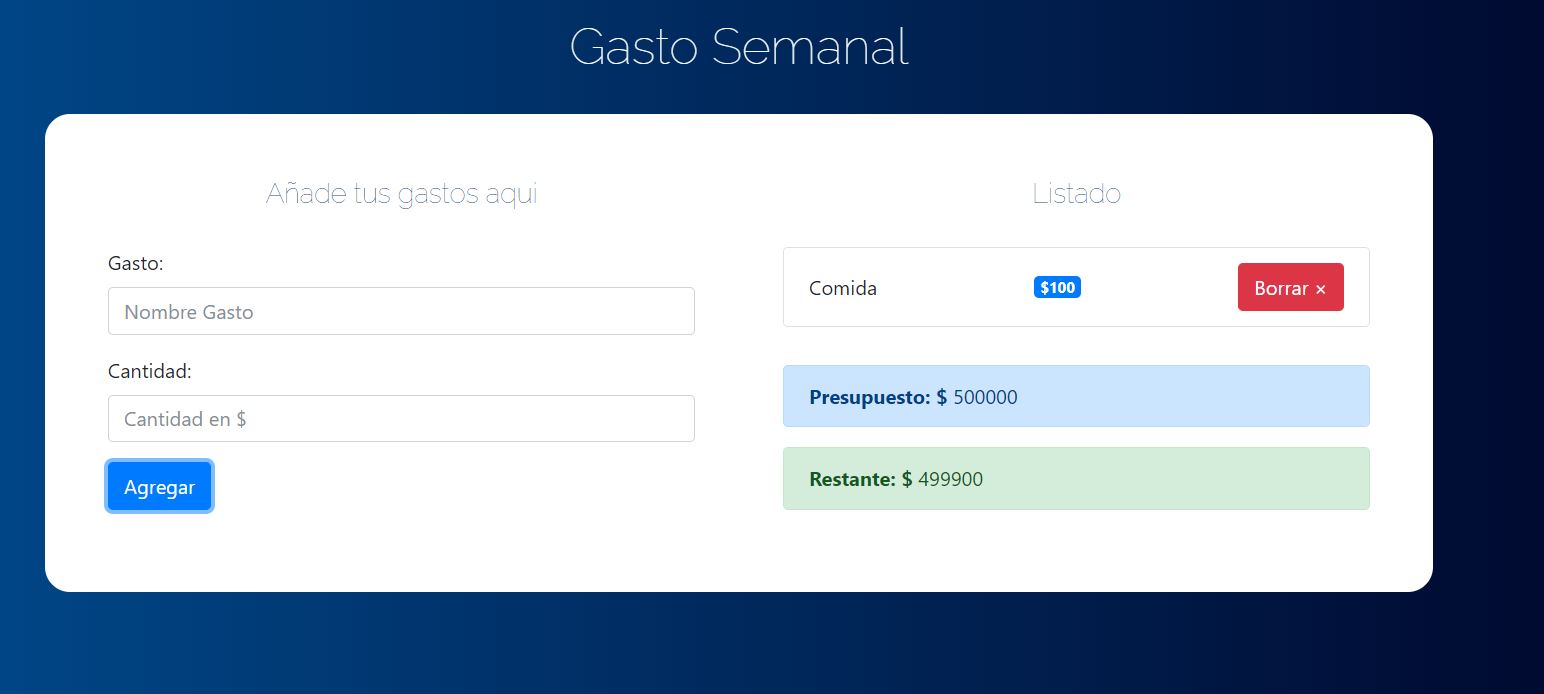 Gasto Semanal
Añade tus gastos aqui
Gasto:
Nombre Gasto
Cantidad:
Cantidad en $
Agregar
Listado
Comida $100 Borrar ×
Presupuesto: $ 500000
Restante: $ 499900